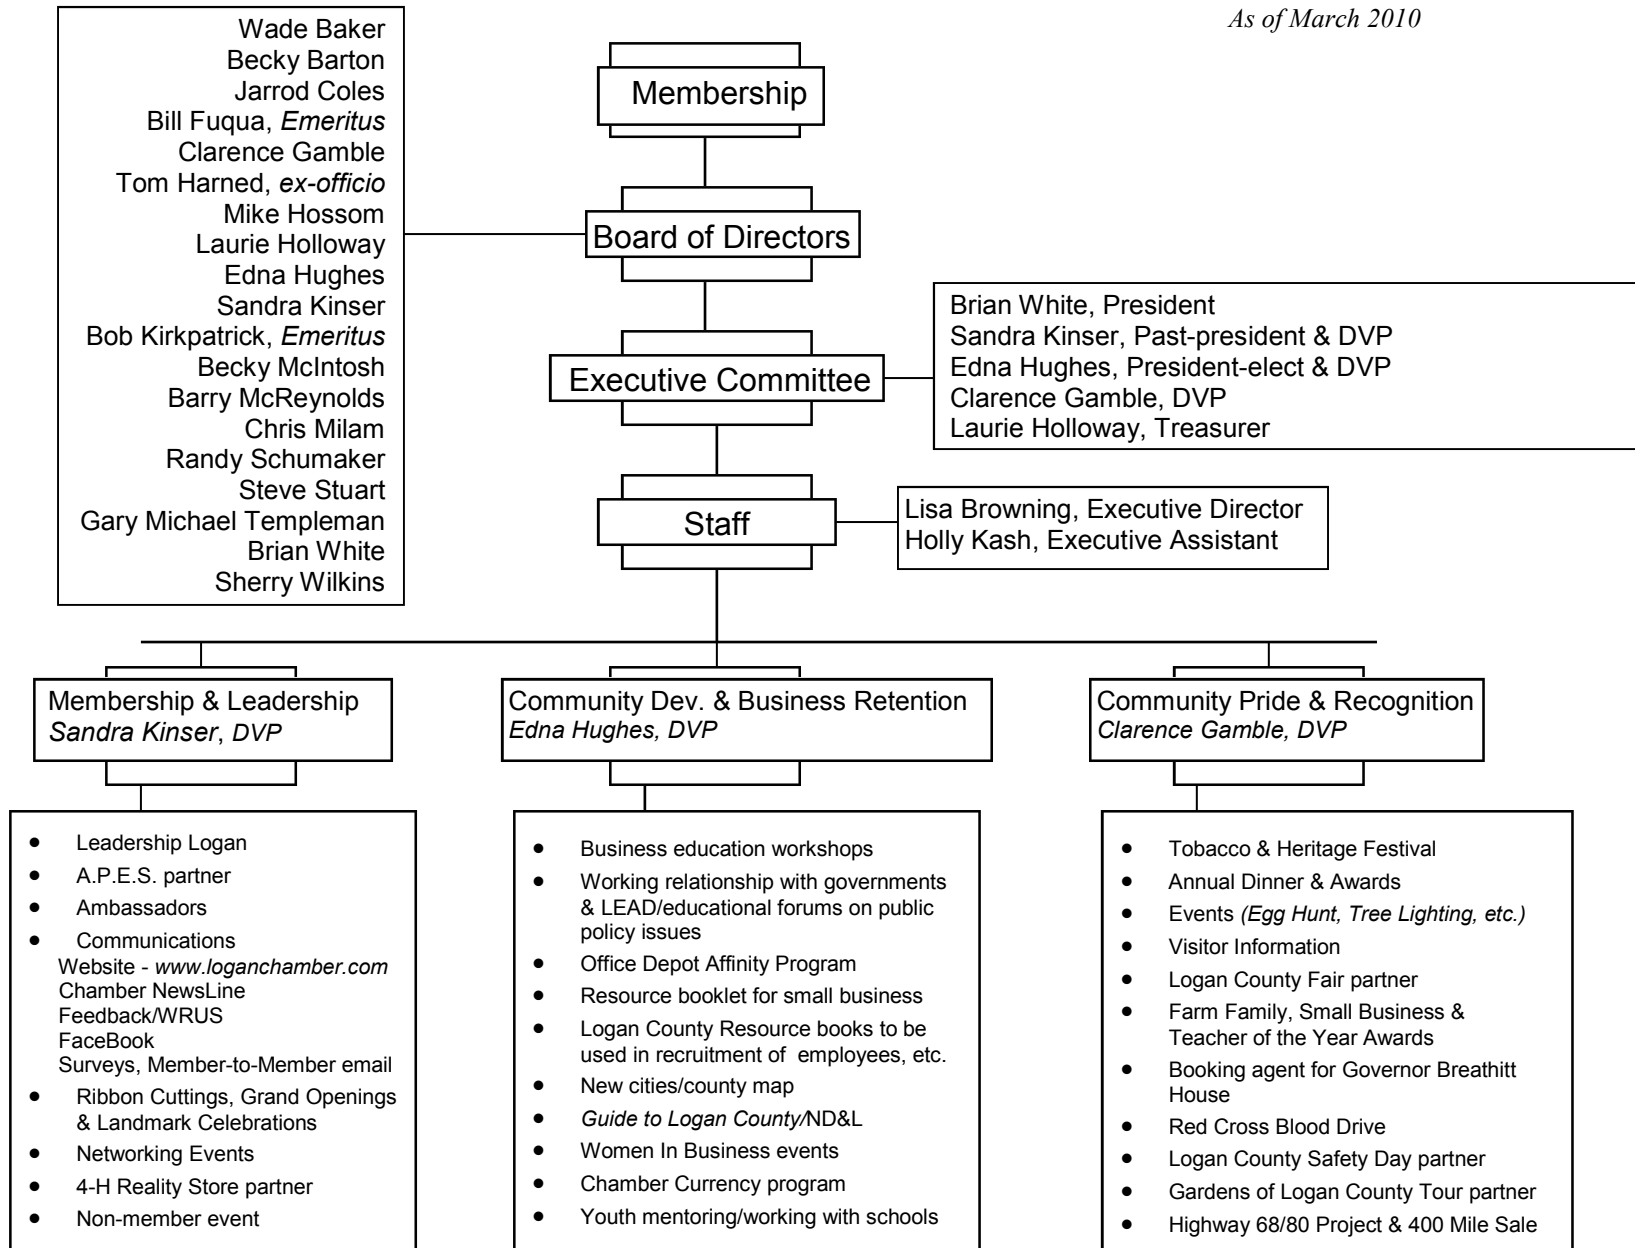 As of March 2010
Wade Baker
Becky Barton
Jarrod Coles
Bill Fuqua, Emeritus
Clarence Gamble
Tom Harned, ex-officio
Mike Hossom
Laurie Holloway
Edna Hughes
Sandra Kinser
Bob Kirkpatrick, Emeritus
Becky McIntosh
Barry McReynolds
Chris Milam
Randy Schumaker
Steve Stuart
Gary Michael Templeman
Brian White
Sherry Wilkins
Membership
Board of Directors
Executive Committee
Brian White, President
Sandra Kinser, Past-president & DVP
Edna Hughes, President-elect & DVP
Clarence Gamble, DVP
Laurie Holloway, Treasurer
Staff
Lisa Browning, Executive Director
Holly Kash, Executive Assistant
Membership & Leadership
Sandra Kinser, DVP
• Leadership Logan
• A.P.E.S. partner
• Ambassadors
• Communications
Website - www.loganchamber.com
Chamber NewsLine
Feedback/WRUS
FaceBook
Surveys, Member-to-Member email
• Ribbon Cuttings, Grand Openings
& Landmark Celebrations
• Networking Events
• 4-H Reality Store partner
• Non-member event
Community Dev. & Business Retention
Edna Hughes, DVP
• Business education workshops
• Working relationship with governments
& LEAD/educational forums on public
policy issues
• Office Depot Affinity Program
• Resource booklet for small business
• Logan County Resource books to be
used in recruitment of employees, etc.
• New cities/county map
• Guide to Logan County/ND&L
• Women In Business events
• Chamber Currency program
• Youth mentoring/working with schools
Community Pride & Recognition
Clarence Gamble, DVP
• Tobacco & Heritage Festival
• Annual Dinner & Awards
• Events (Egg Hunt, Tree Lighting, etc.)
• Visitor Information
• Logan County Fair partner
• Farm Family, Small Business &
Teacher of the Year Awards
• Booking agent for Governor Breathitt
House
• Red Cross Blood Drive
• Logan County Safety Day partner
• Gardens of Logan County Tour partner
• Highway 68/80 Project & 400 Mile Sale